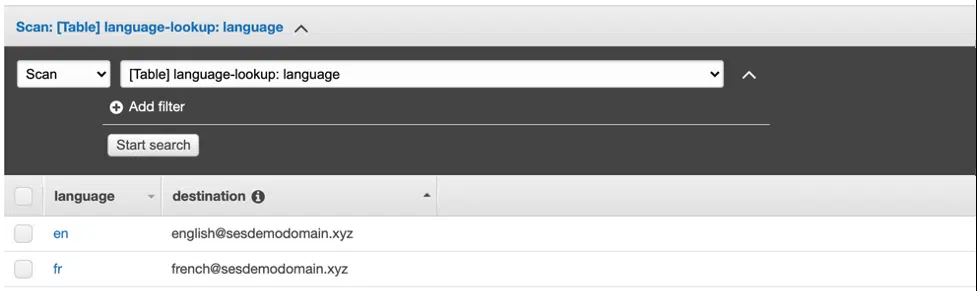 Scan: [Table] language-lookup: language
Scan [Table] language-lookup: language
Add filter
Start search
language destination
en english@sesdemodomain.xyz
fr french@sesdemodomain.xyz